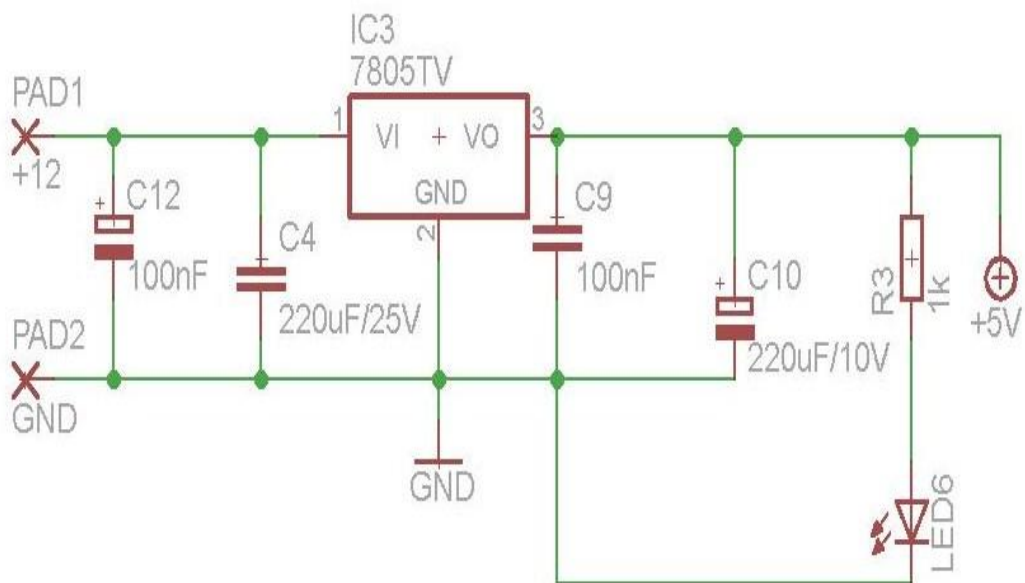 IC3
7805TV
PAD1
+12
1
VI
VO
3
GND
2
C12
100nF
C4
220uF/25V
C9
100nF
C10
220uF/10V
R3
1k
+5V
PAD2
GND
GND
LED6